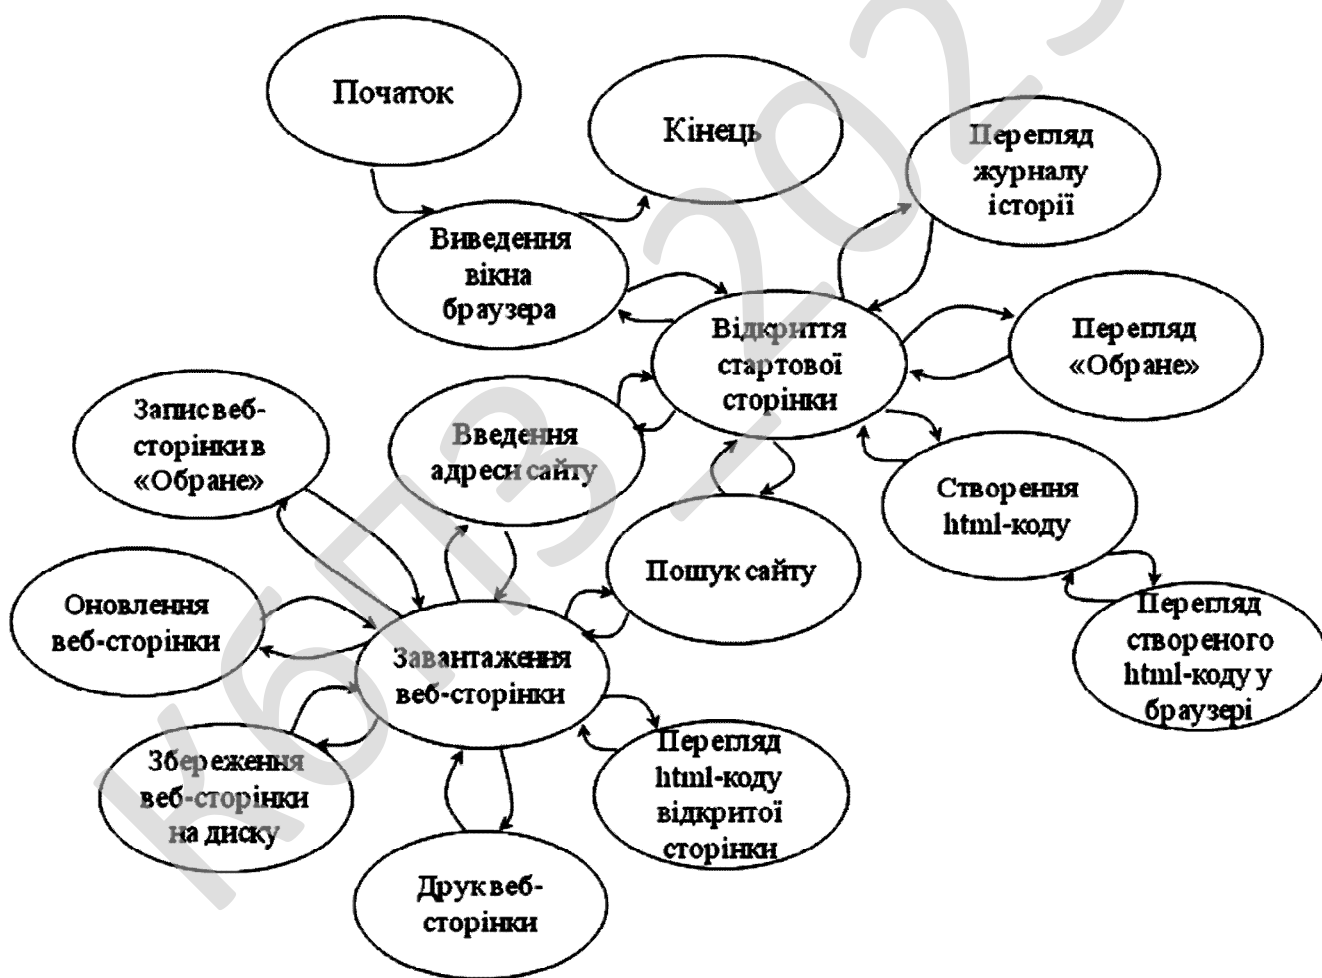 Початок
Кінець
Перегляд
журналу
історії
Виведення
вікна
браузера
Відкриття
стартової
сторінки
Перегляд
«Обране»
Запис веб-
сторінки в
«Обране»
Введення
адреси сайту
Створення
html-коду
Пошук сайту
Оновлення
веб-сторінки
Завантаження
веб-сторінки
Перегляд
створеного
html-коду у
браузері
Збереження
веб-сторінки
на диску
Перегляд
html-коду
відкритої
сторінки
Друк веб-
сторінки